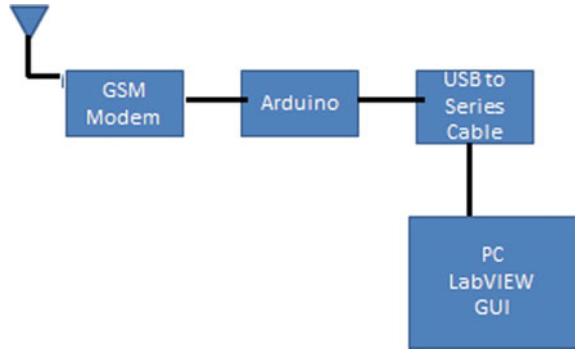 GSM
Modem
Arduino
USB to
Series
Cable
PC
LabVIEW
GUI